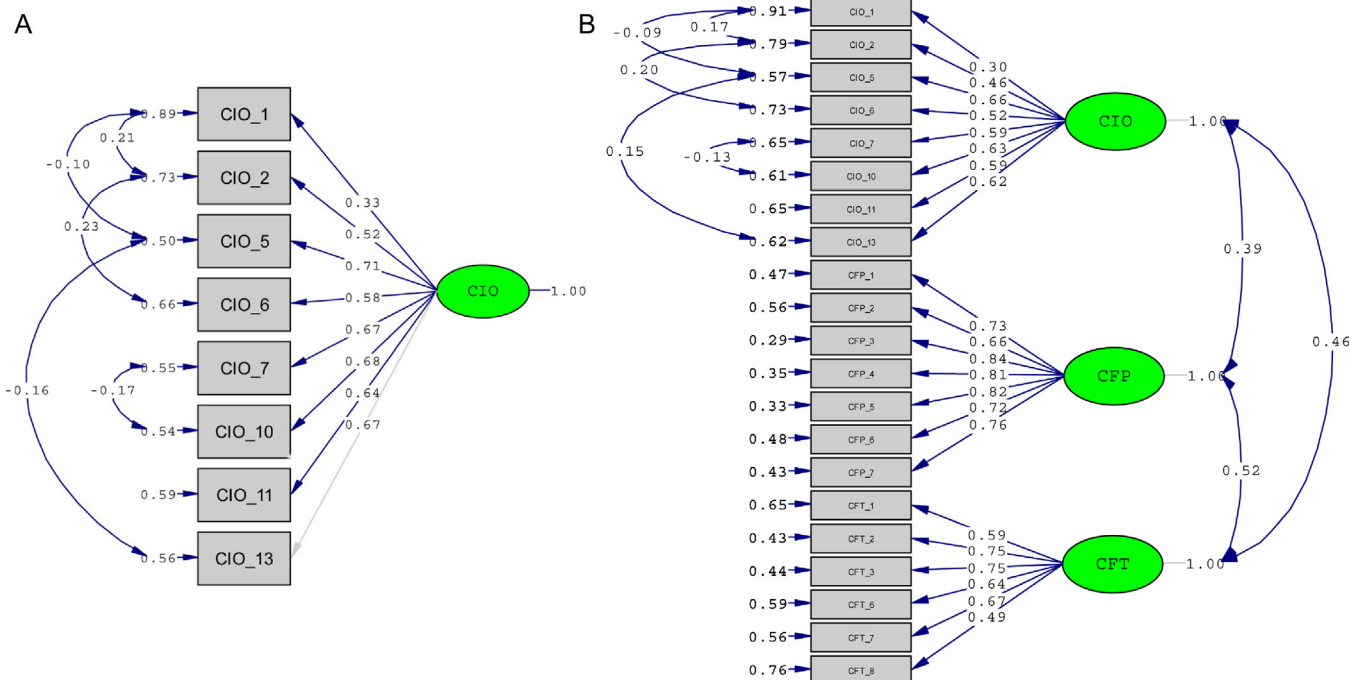 A
0.89
CIO_1
0.21
-0.10
0.73
CIO_2
0.33
0.23
0.52
0.50
CIO_5
0.71
CIO
1.00
0.66
CIO_6
0.58
0.67
0.55
CIO_7
0.68
-0.17
-0.16
0.64
0.54
CIO_10
0.67
0.59
CIO_11
0.56
CIO_13
B
0.91
CIO_1
0.17
-0.09
0.79
CIO_2
0.30
0.20
0.57
CIO_5
0.46
0.66
0.73
CIO_6
0.52
CIO
1.00
0.59
0.65
CIO_7
0.63
0.15
-0.13
0.59
0.61
CIO_10
0.62
0.65
CIO_11
0.62
CIO_13
0.39
0.47
CFP_1
0.56
CFP_2
0.73
0.29
CFP_3
0.66
0.46
0.84
0.35
CFP_4
0.81
CFP
1.00
0.82
0.33
CFP_5
0.72
0.48
CFP_6
0.76
0.43
CFP_7
0.52
0.65
CFT_1
0.43
CFT_2
0.59
0.75
0.44
CFT_3
0.75
CFT
1.00
0.64
0.59
CFT_6
0.67
0.49
0.56
CFT_7
0.76
CFT_8